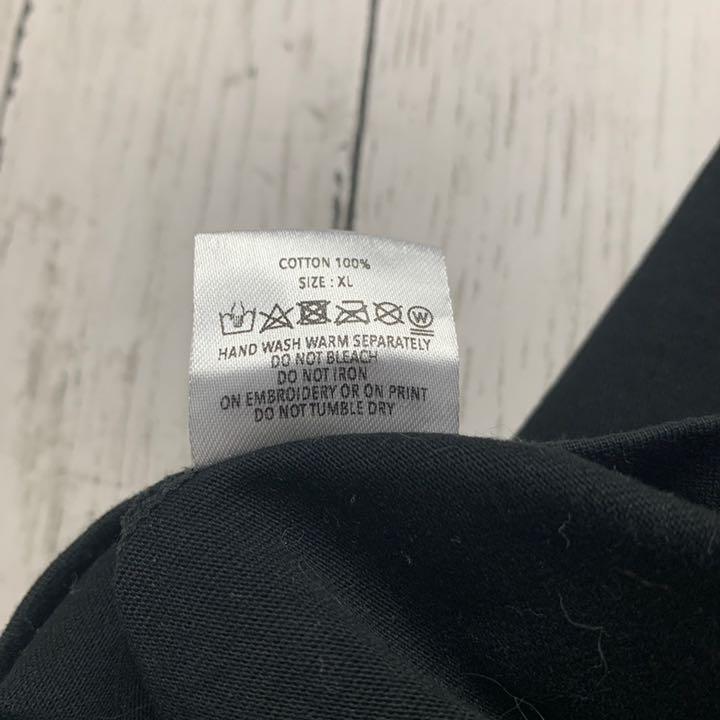 COTTON 100%
SIZE : XL
W
HAND WASH WARM SEPARATELY
DO NOT BLEACH
DO NOT IRON
ON EMBROIDERY OR ON PRINT
DO NOT TUMBLE DRY